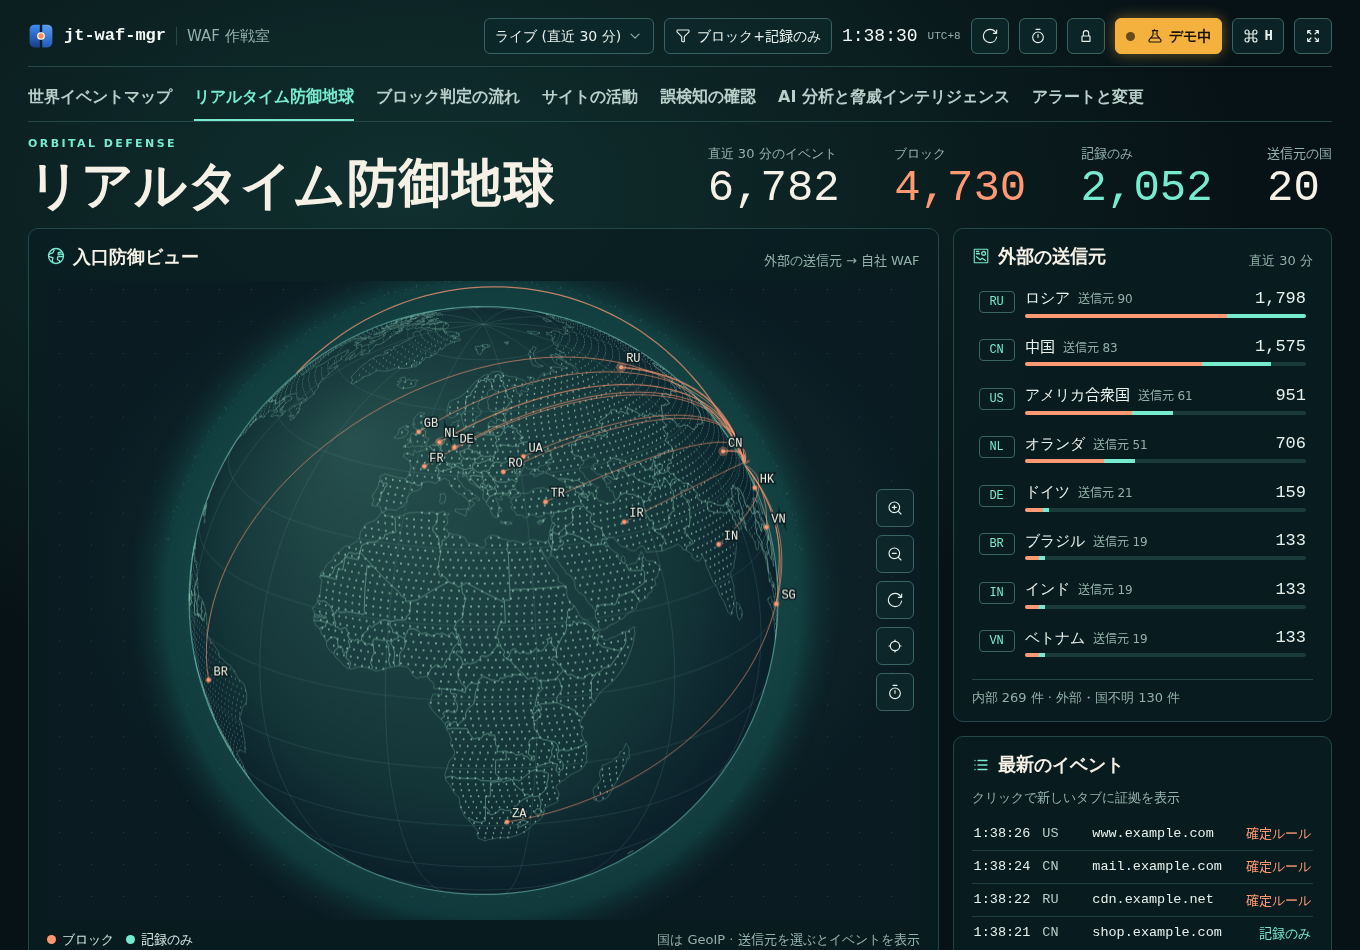 jt-waf-mgr WAF 作戦室
ライブ (直近 30 分) ブロック+記録のみ 1:38:30 UTC+8 デモ中 ⌘ H
世界イベントマップ リアルタイム防御地球 ブロック判定の流れ サイトの活動 誤検知の確認 AI 分析と脅威インテリジェンス アラートと変更
ORBITAL DEFENSE
リアルタイム防御地球
直近 30 分のイベント ブロック 記録のみ 送信元の国
6,782 4,730 2,052 20
入口防御ビュー 外部の送信元 → 自社 WAF
RU
GB
NL
DE
CN
UA
FR
RO
HK
TR
IR
VN
IN
SG
BR
ZA
ブロック 記録のみ 国は GeoIP · 送信元を選ぶとイベントを表示
外部の送信元 直近 30 分
RU ロシア 送信元 90 1,798
CN 中国 送信元 83 1,575
US アメリカ合衆国 送信元 61 951
NL オランダ 送信元 51 706
DE ドイツ 送信元 21 159
BR ブラジル 送信元 19 133
IN インド 送信元 19 133
VN ベトナム 送信元 19 133
内部 269 件 · 外部・国不明 130 件
最新のイベント
クリックで新しいタブに証拠を表示
1:38:26 US www.example.com 確定ルール
1:38:24 CN mail.example.com 確定ルール
1:38:22 RU cdn.example.net 確定ルール
1:38:21 CN shop.example.com 記録のみ